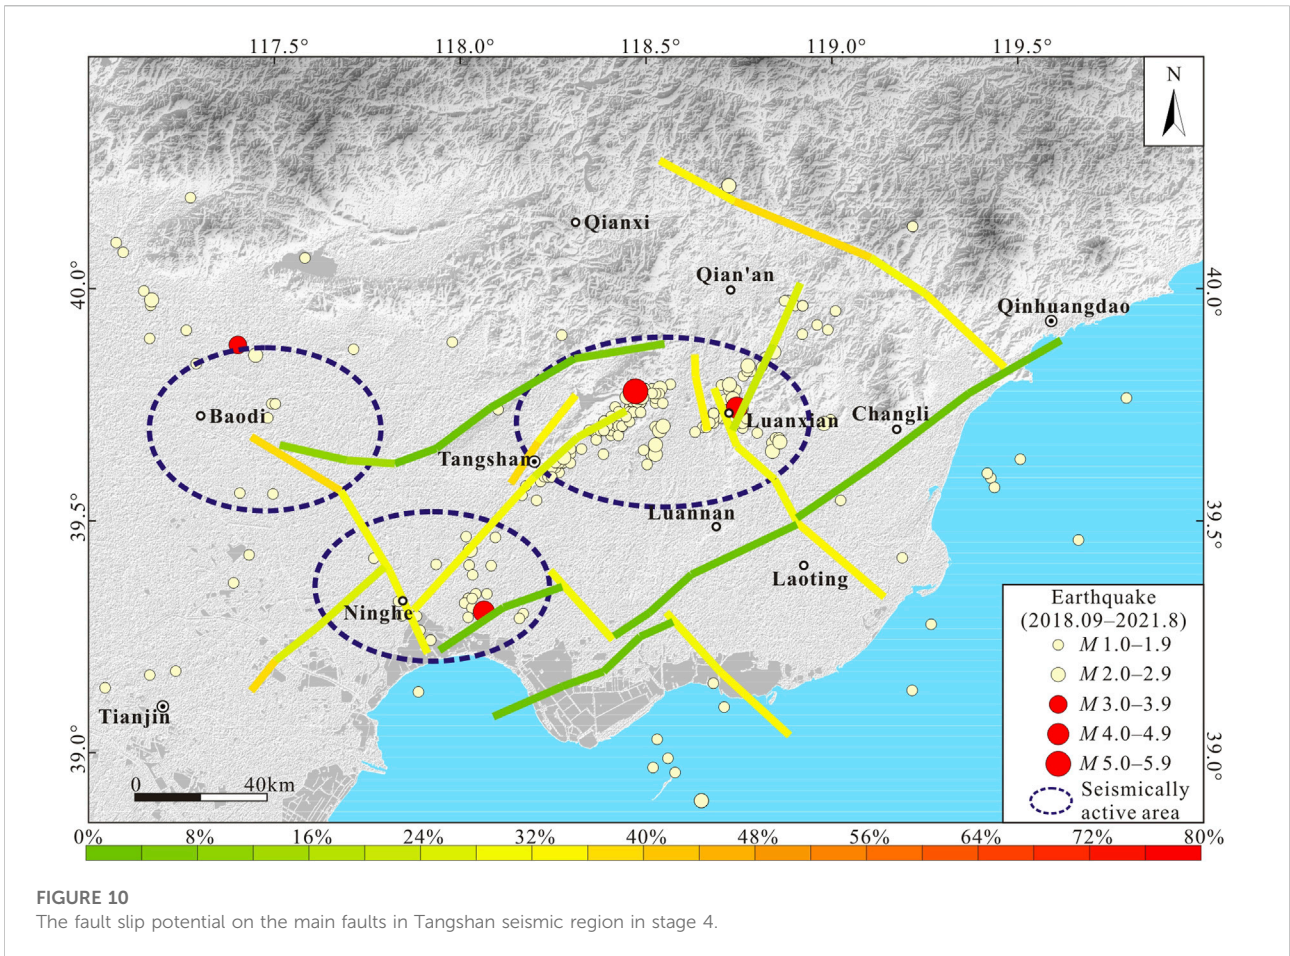 117.5° 118.0° 118.5° 119.0° 119.5°
N
Qianxi
Qian'an
40.0°
40.0°
Qinhuangdao
Baodi
Luanxian
Changli
Tangshan
39.5°
39.5°
Luannan
Laoting
Ninghe
Tianjin
39.0°
39.0°
0 40km
Earthquake
(2018.09–2021.8)
M 1.0–1.9
M 2.0–2.9
M 3.0–3.9
M 4.0–4.9
M 5.0–5.9
Seismically
active area
0% 8% 16% 24% 32% 40% 48% 56% 64% 72% 80%
FIGURE 10
The fault slip potential on the main faults in Tangshan seismic region in stage 4.